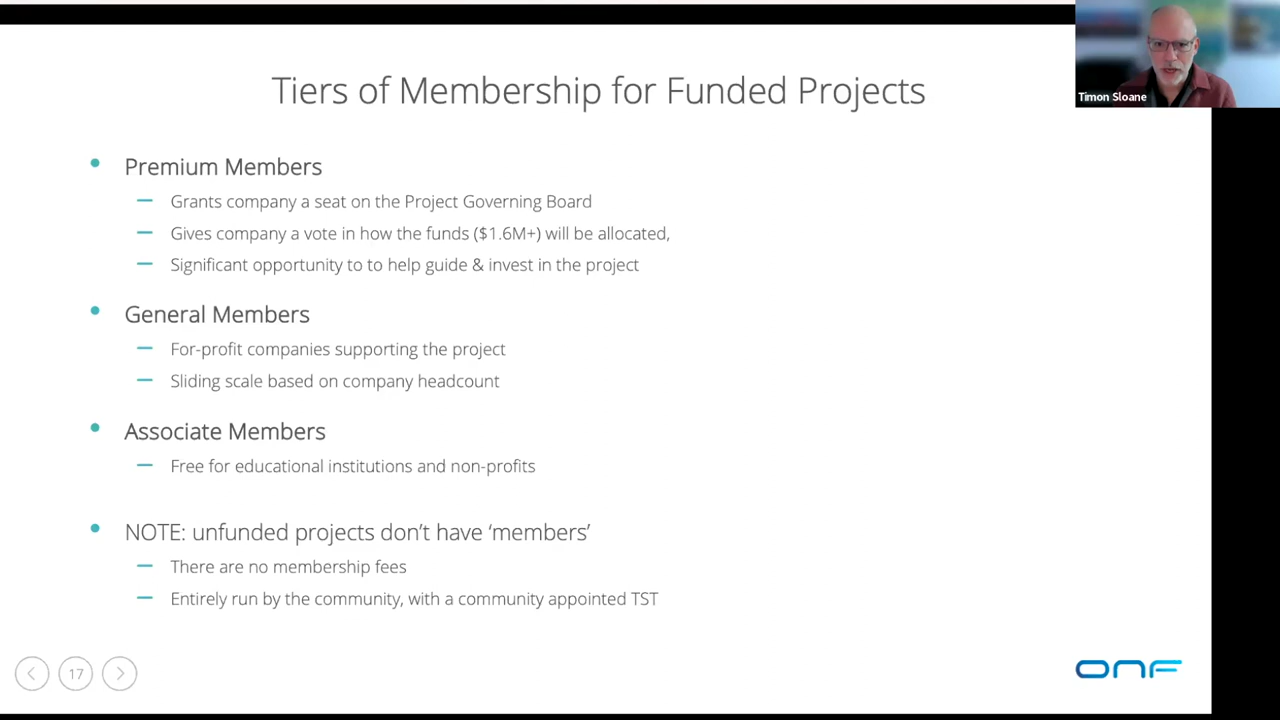 Tiers of Membership for Funded Projects
Timon Sloane
• Premium Members
— Grants company a seat on the Project Governing Board
— Gives company a vote in how the funds ($1.6M+) will be allocated,
— Significant opportunity to to help guide & invest in the project
• General Members
— For-profit companies supporting the project
— Sliding scale based on company headcount
• Associate Members
— Free for educational institutions and non-profits
• NOTE: unfunded projects don’t have ‘members’
— There are no membership fees
— Entirely run by the community, with a community appointed TST
17
ONF